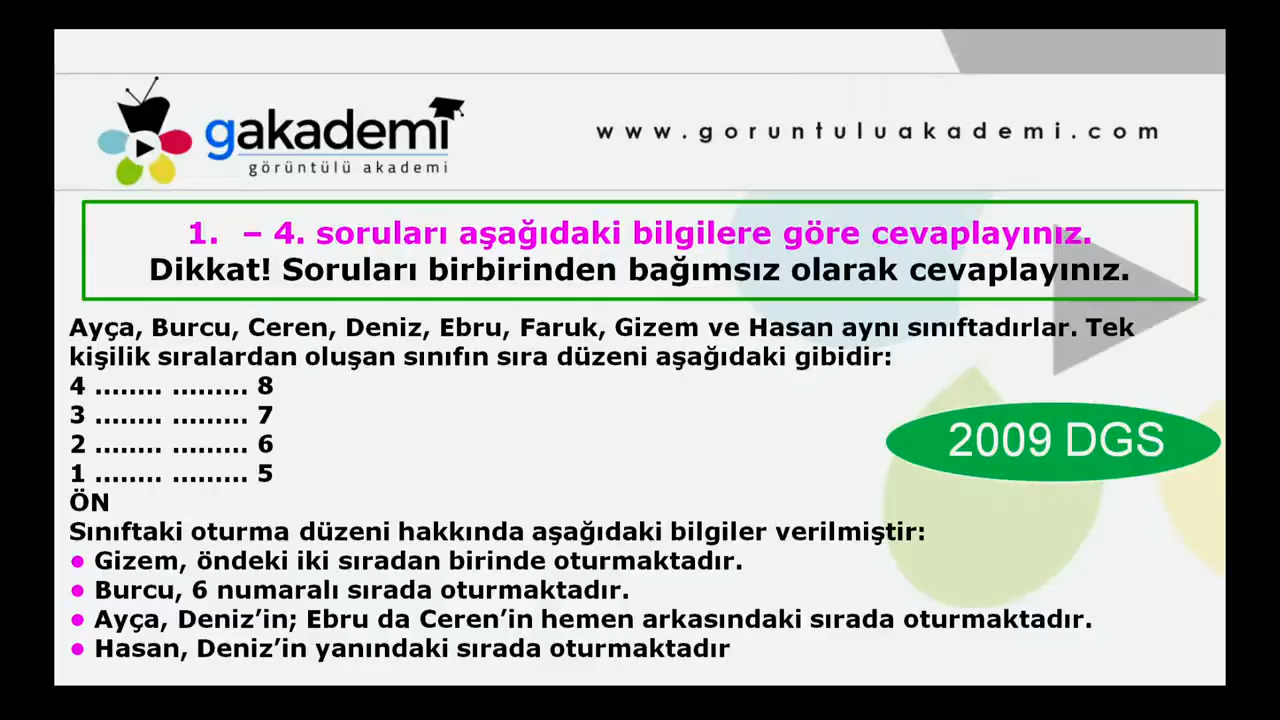 gakademi
görüntülü akademi
www.goruntuluakademi.com
1. – 4. soruları aşağıdaki bilgilere göre cevaplayınız.
Dikkat! Soruları birbirinden bağımsız olarak cevaplayınız.
Ayça, Burcu, Ceren, Deniz, Ebru, Faruk, Gizem ve Hasan aynı sınıftadırlar. Tek
kişilik sıralardan oluşan sınıfın sıra düzeni aşağıdaki gibidir:
4 ........ ......... 8
3 ........ ......... 7
2 ........ ......... 6
1 ........ ......... 5
2009 DGS
ÖN
Sınıftaki oturma düzeni hakkında aşağıdaki bilgiler verilmiştir:
● Gizem, öndeki iki sıradan birinde oturmaktadır.
● Burcu, 6 numaralı sırada oturmaktadır.
● Ayça, Deniz’in; Ebru da Ceren’in hemen arkasındaki sırada oturmaktadır.
● Hasan, Deniz’in yanındaki sırada oturmaktadır